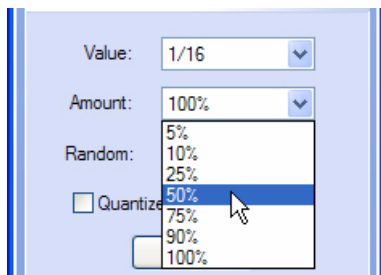 Value: 1/16
Amount: 100%
5%
Random: 10%
25%
Quantize 50%
75%
90%
100%